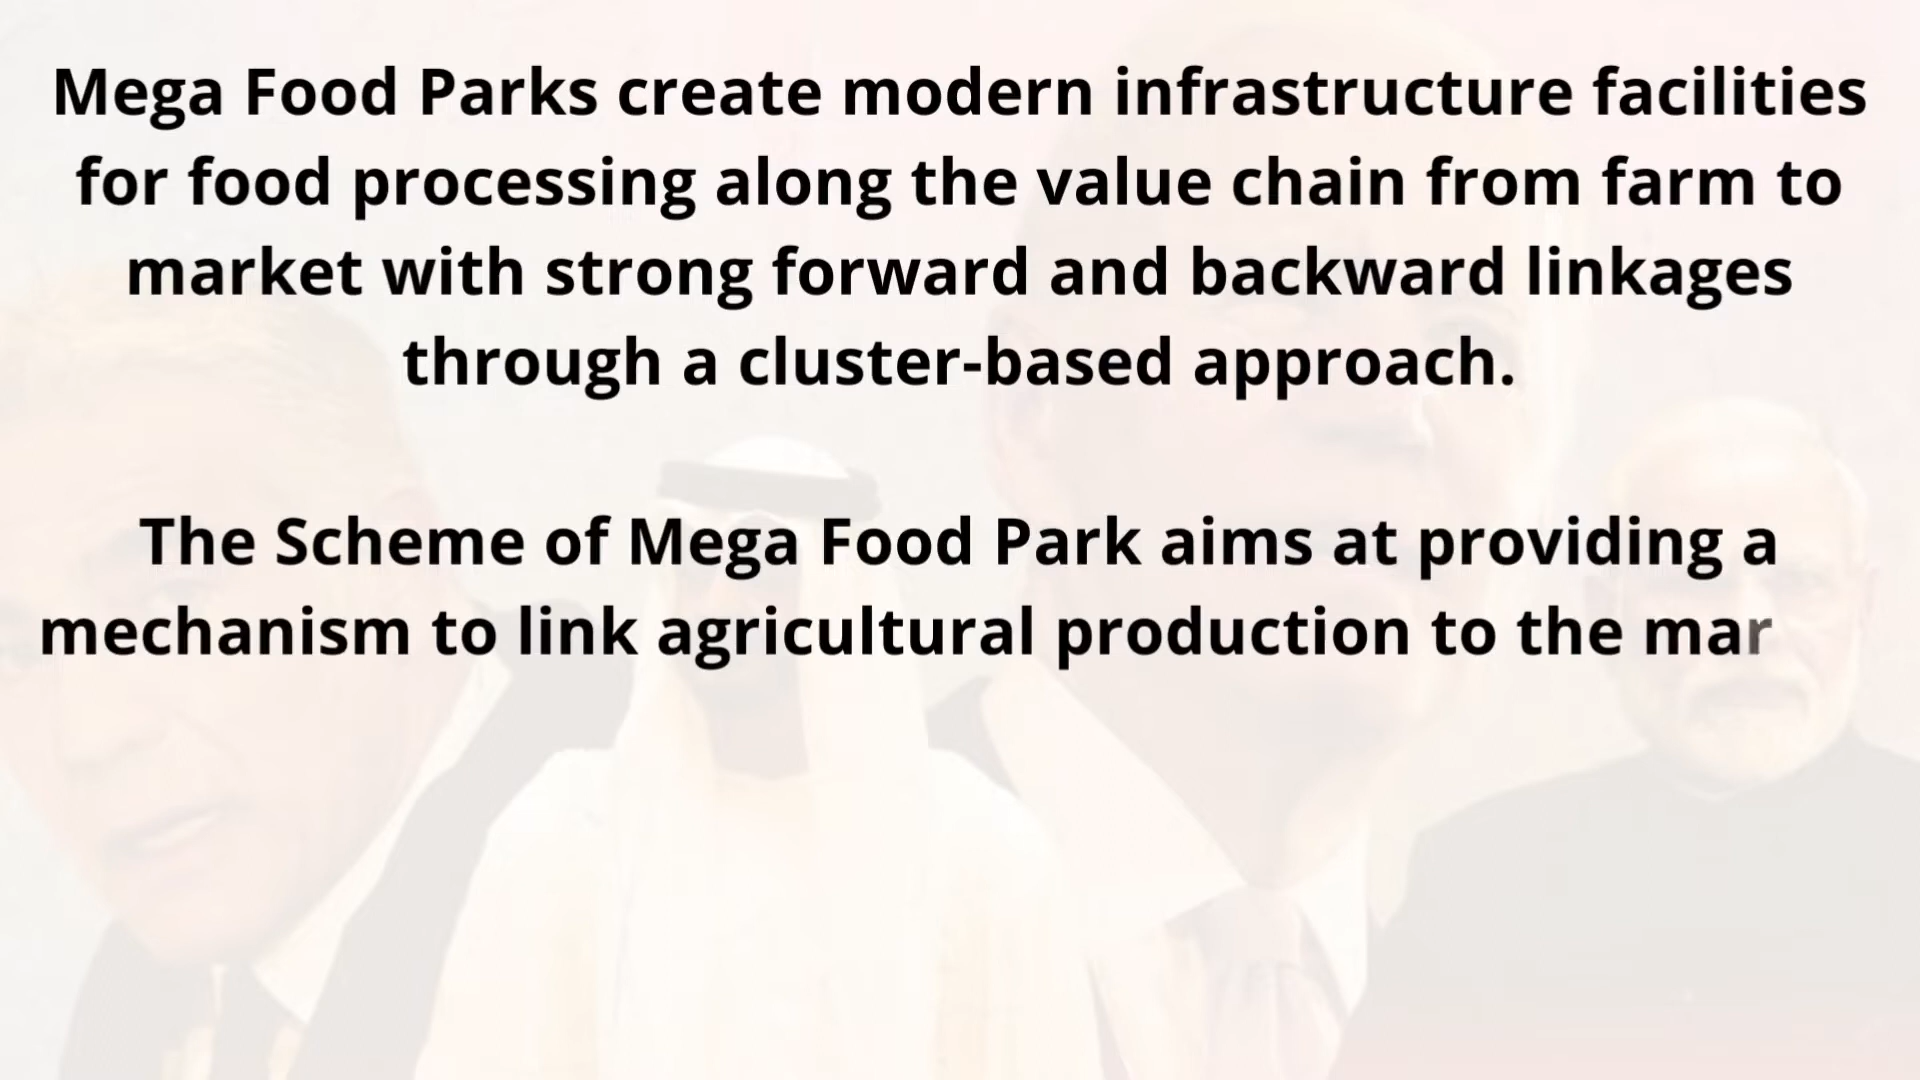 Mega Food Parks create modern infrastructure facilities
for food processing along the value chain from farm to
market with strong forward and backward linkages
through a cluster-based approach.
The Scheme of Mega Food Park aims at providing a
mechanism to link agricultural production to the mar